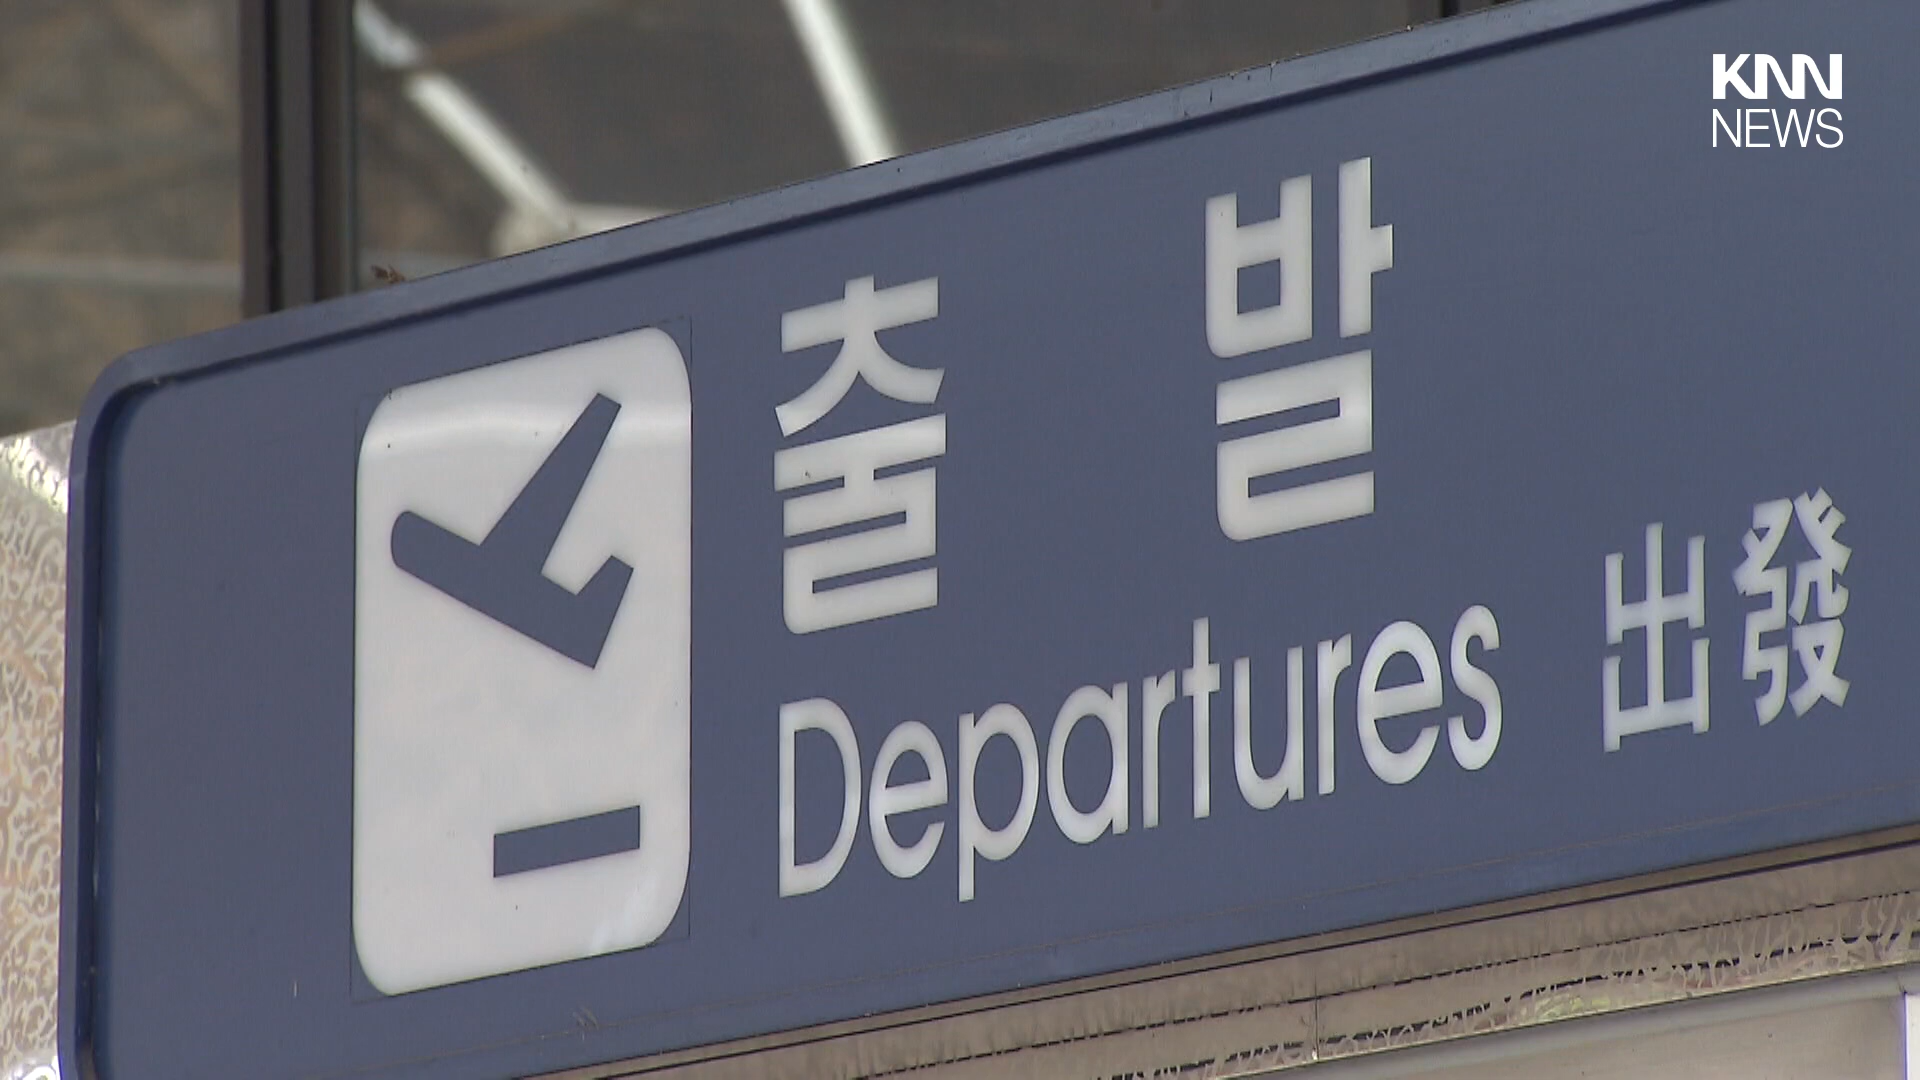 KNN
NEWS
출 발
Departures 出發